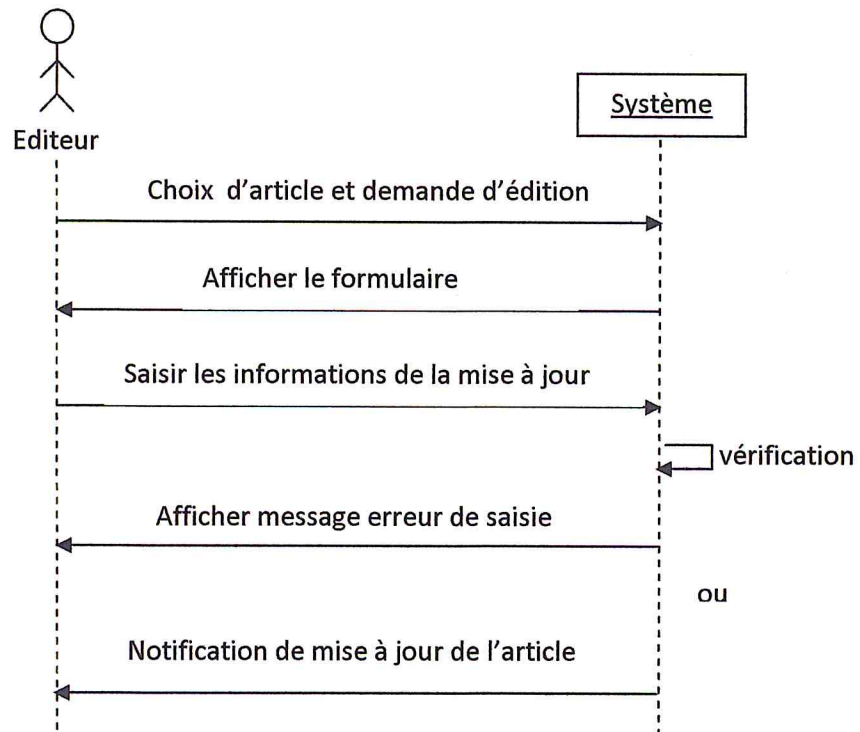 Editeur
Système
Choix d'article et demande d'édition
Afficher le formulaire
Saisir les informations de la mise à jour
vérification
Afficher message erreur de saisie
ou
Notification de mise à jour de l'article